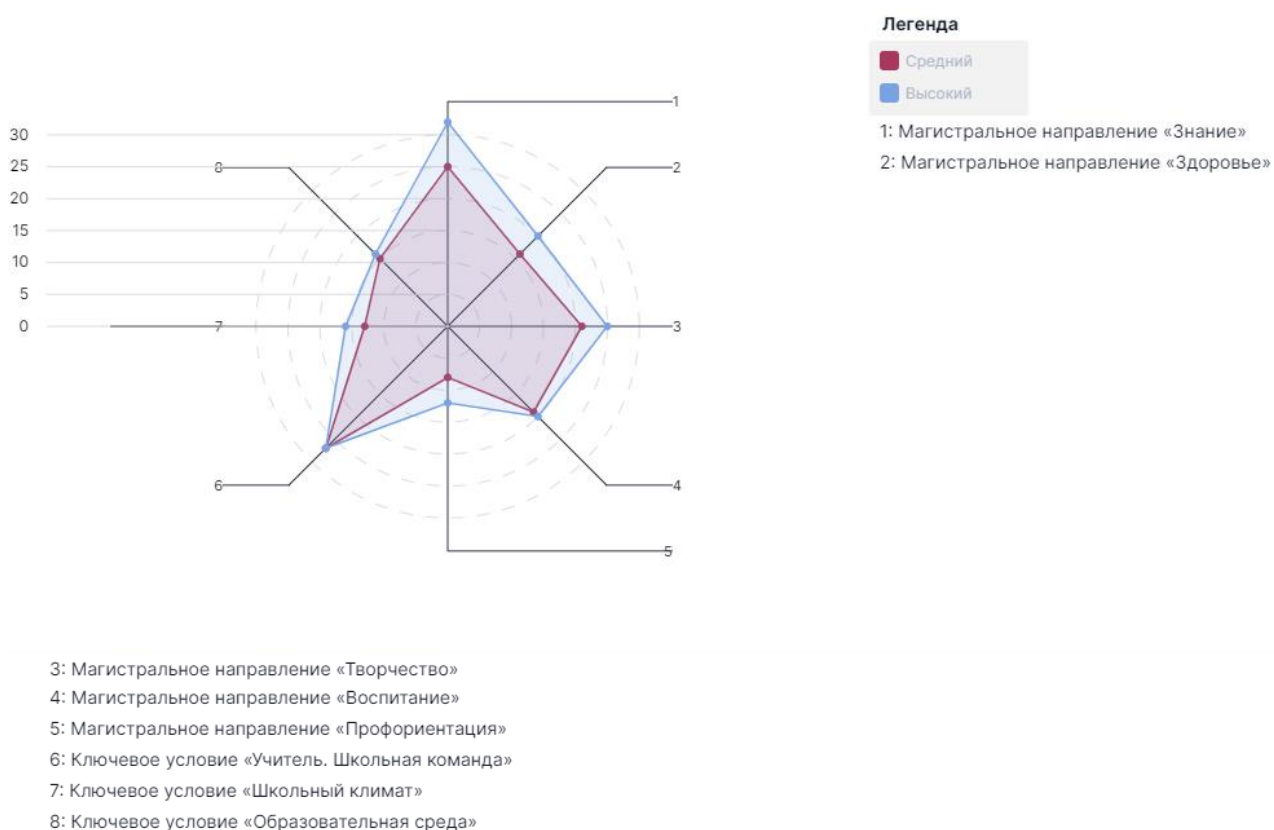 Легенда
Средний
Высокий
1: Магистральное направление «Знание»
2: Магистральное направление «Здоровье»
1
30
8
2
25
20
15
10
5
0
7
3
6
4
5
3: Магистральное направление «Творчество»
4: Магистральное направление «Воспитание»
5: Магистральное направление «Профориентация»
6: Ключевое условие «Учитель. Школьная команда»
7: Ключевое условие «Школьный климат»
8: Ключевое условие «Образовательная среда»